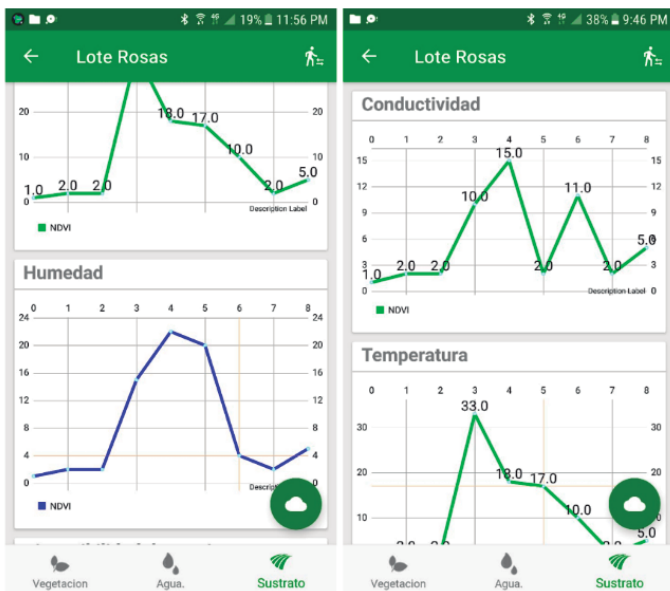 19% 11:56 PM
Lote Rosas
20 20
18.0 17.0
10 10.0 10
1.0 2.0 2.0 2.0 5.0
0 0
Description Label
NDVI
Humedad
0 1 2 3 4 5 6 7 8
24 24
20 20
16 16
12 12
8 8
4 4
0 0
NDVI
Vegetacion Agua. Sustrato
38% 9:46 PM
Lote Rosas
Conductividad
0 1 2 3 4 5 6 7 8
15 15.0 15
12 12
10.0 11.0
9 9
6 5.0 6
3 3
1.0 2.0 2.0 2.0 2.0
0 Description Label 0
NDVI
Temperatura
0 1 2 3 4 5 6 7 8
33.0
30 30
20 20
18.0 17.0
10 10.0 10
5.0
Vegetacion Agua. Sustrato